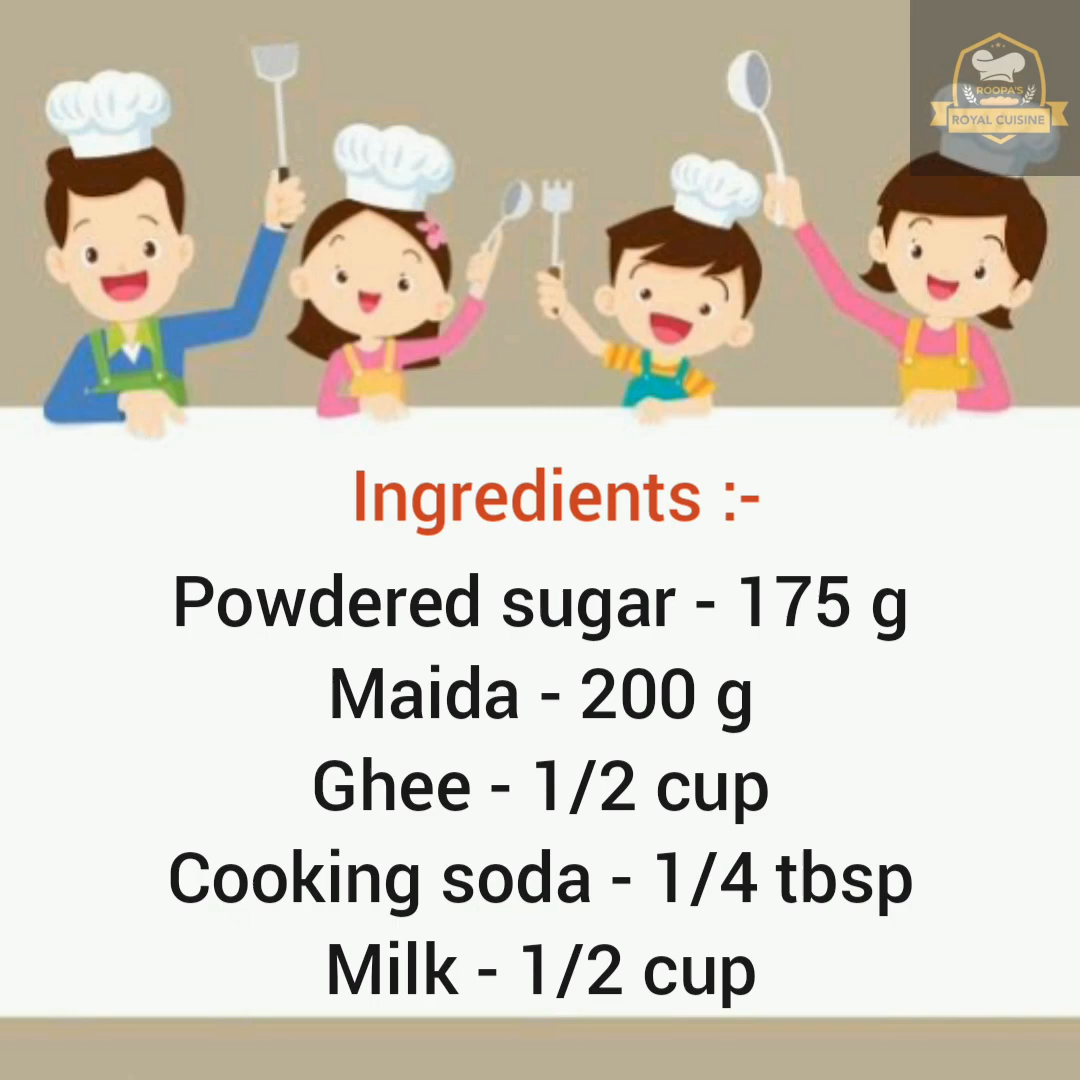 ROOPA'S
ROYAL CUISINE
Ingredients :-
Powdered sugar - 175 g
Maida - 200 g
Ghee - 1/2 cup
Cooking soda - 1/4 tbsp
Milk - 1/2 cup